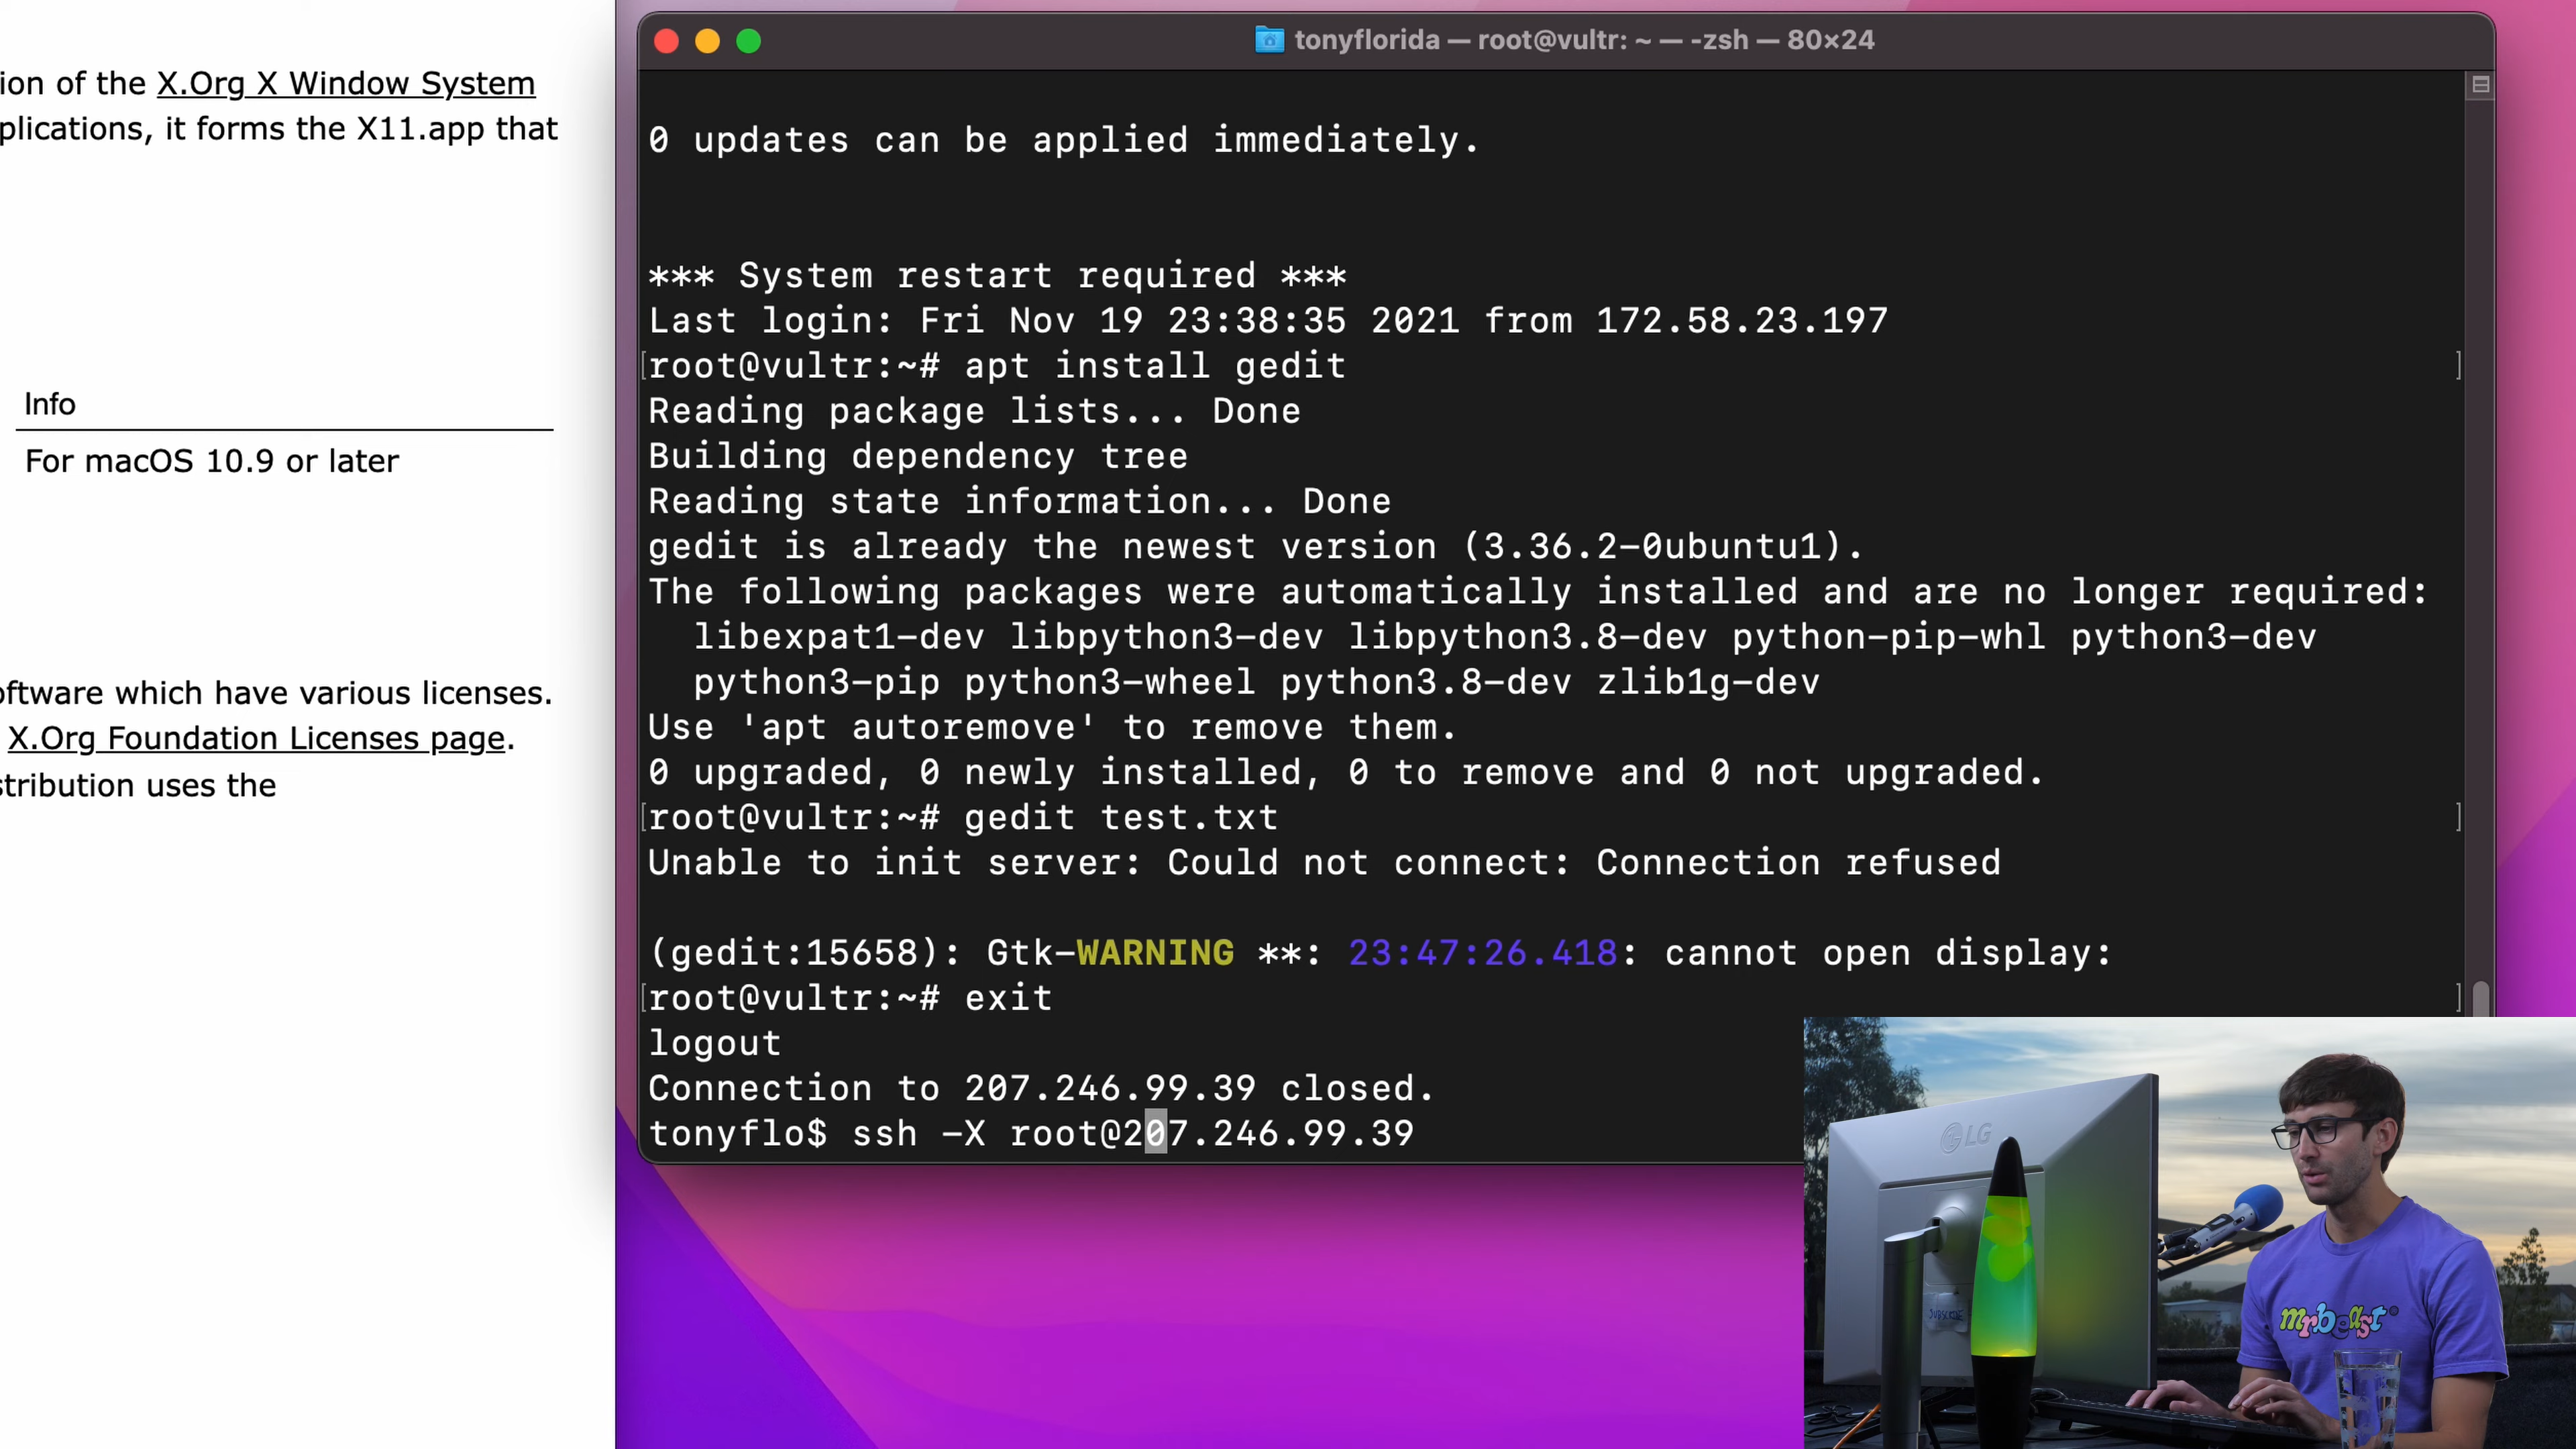 ion of the X.Org X Window System
plications, it forms the X11.app that
Info
For macOS 10.9 or later
oftware which have various licenses.
X.Org Foundation Licenses page.
stribution uses the
tonyflorida — root@vultr: ~ — -zsh — 80×24
0 updates can be applied immediately.
*** System restart required ***
Last login: Fri Nov 19 23:38:35 2021 from 172.58.23.197
[root@vultr:~# apt install gedit ]
Reading package lists... Done
Building dependency tree
Reading state information... Done
gedit is already the newest version (3.36.2-0ubuntu1).
The following packages were automatically installed and are no longer required:
libexpat1-dev libpython3-dev libpython3.8-dev python-pip-whl python3-dev
python3-pip python3-wheel python3.8-dev zlib1g-dev
Use 'apt autoremove' to remove them.
0 upgraded, 0 newly installed, 0 to remove and 0 not upgraded.
[root@vultr:~# gedit test.txt ]
Unable to init server: Could not connect: Connection refused
(gedit:15658): Gtk-WARNING **: 23:47:26.418: cannot open display:
[root@vultr:~# exit ]
logout
Connection to 207.246.99.39 closed.
tonyflo$ ssh -X root@207.246.99.39
LG
SUBSCRIBE
mrbeast